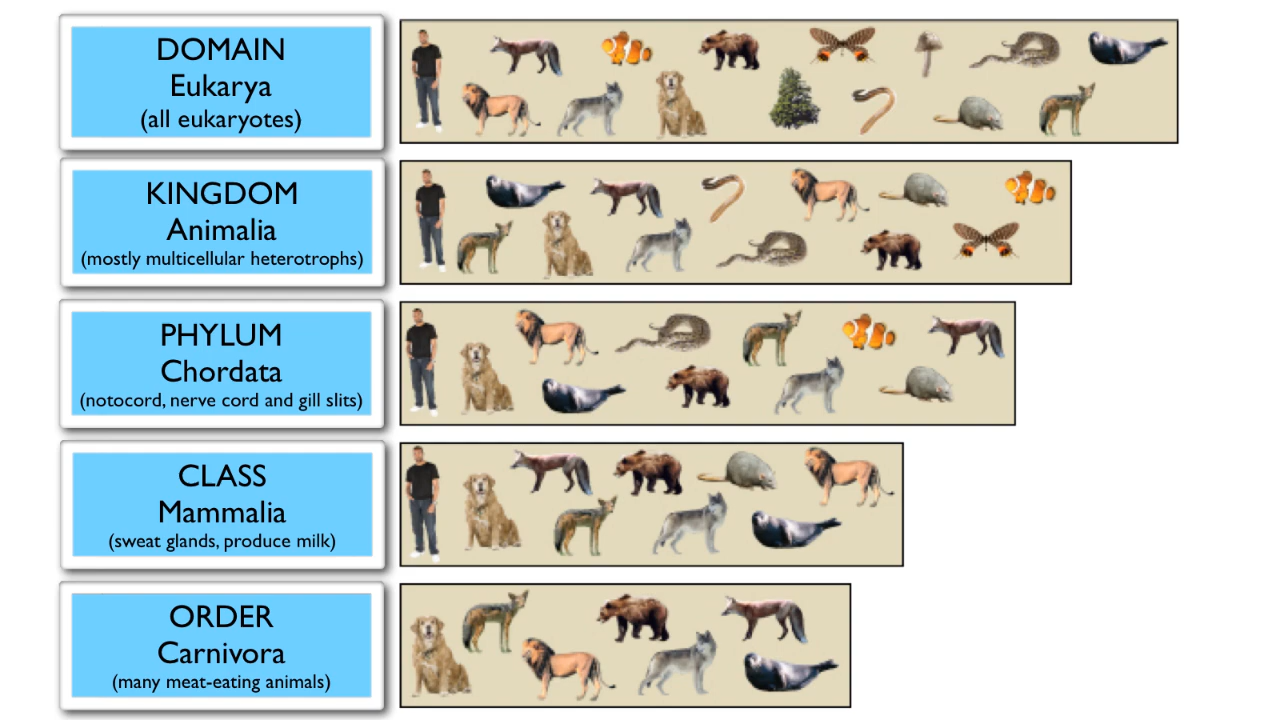 DOMAIN
Eukarya
(all eukaryotes)
KINGDOM
Animalia
(mostly multicellular heterotrophs)
PHYLUM
Chordata
(notocord, nerve cord and gill slits)
CLASS
Mammalia
(sweat glands, produce milk)
ORDER
Carnivora
(many meat-eating animals)